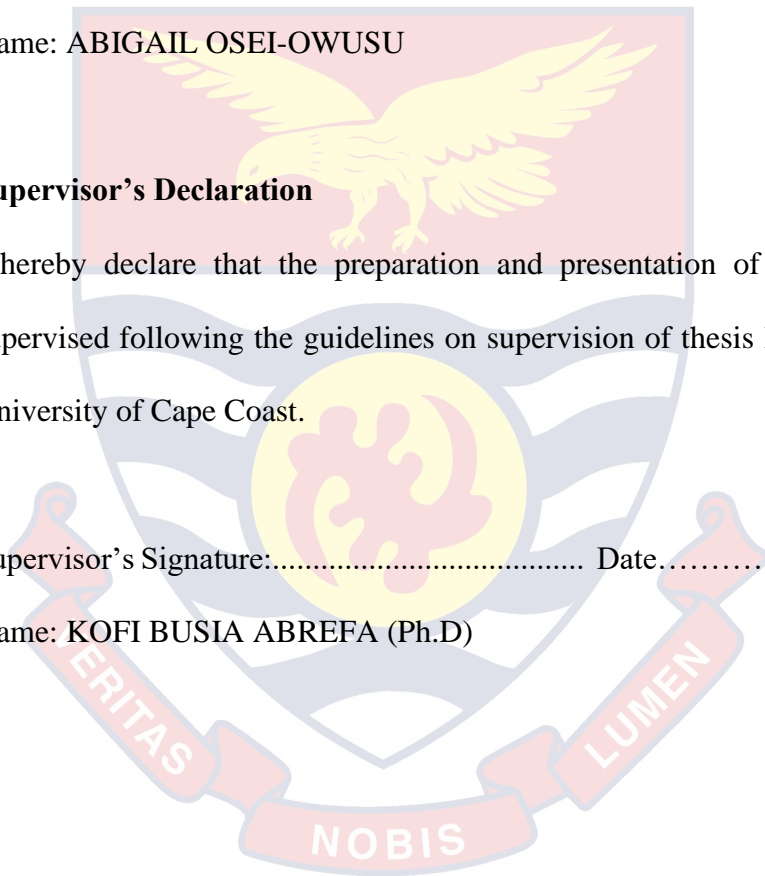 ame: ABIGAIL OSEI-OWUSU
upervisor’s Declaration
hereby declare that the preparation and presentation of
pervised following the guidelines on supervision of thesis
niversity of Cape Coast.
upervisor’s Signature:.................................... Date…………
ame: KOFI BUSIA ABREFA (Ph.D)
VERITAS
NOBIS
LUMEN